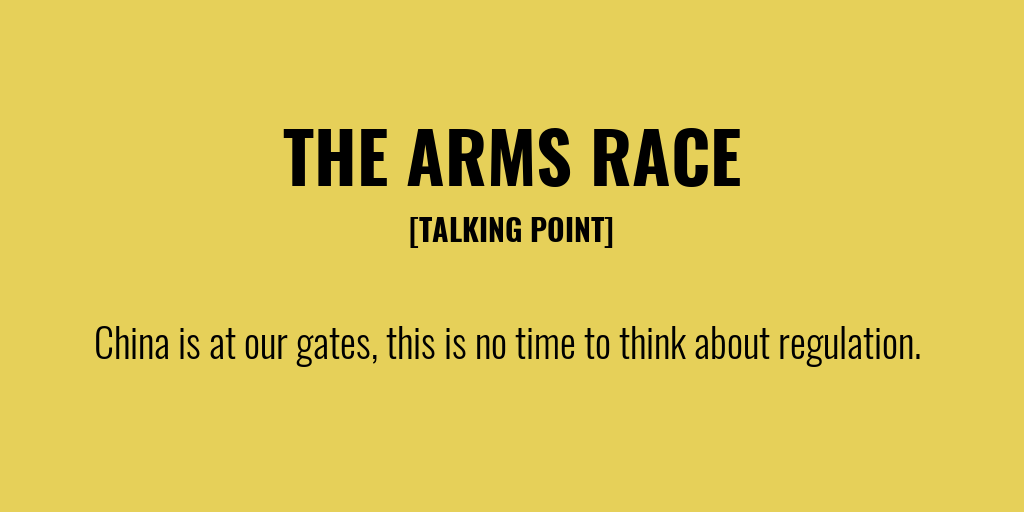 THE ARMS RACE
[TALKING POINT]
China is at our gates, this is no time to think about regulation.